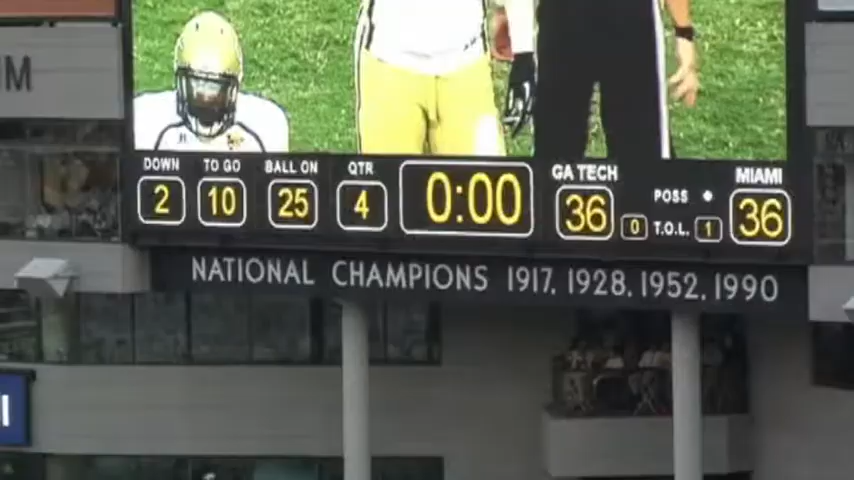 UM
DOWN TO GO BALL ON QTR GA TECH POSS MIAMI
2 10 25 4 0:00 36 0 T.O.L. 1 36
NATIONAL CHAMPIONS 1917, 1928, 1952, 1990